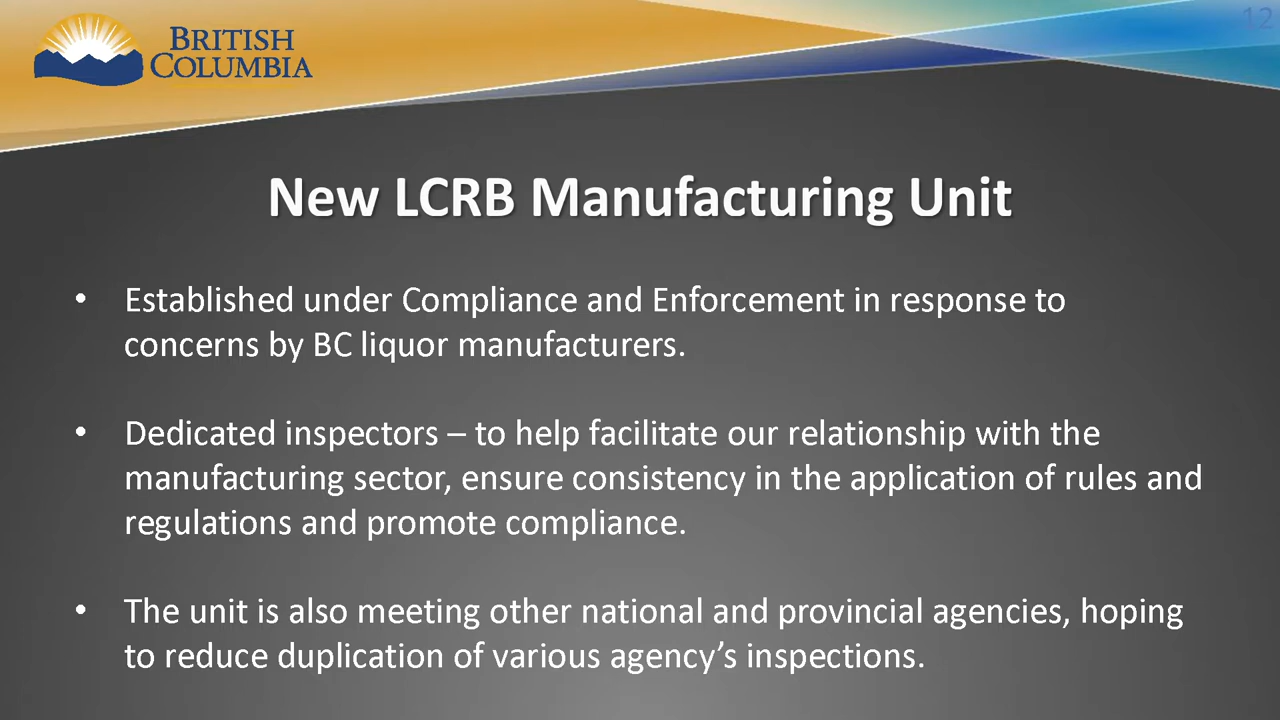 12
BRITISH
COLUMBIA
New LCRB Manufacturing Unit
• Established under Compliance and Enforcement in response to
concerns by BC liquor manufacturers.
• Dedicated inspectors – to help facilitate our relationship with the
manufacturing sector, ensure consistency in the application of rules and
regulations and promote compliance.
• The unit is also meeting other national and provincial agencies, hoping
to reduce duplication of various agency’s inspections.